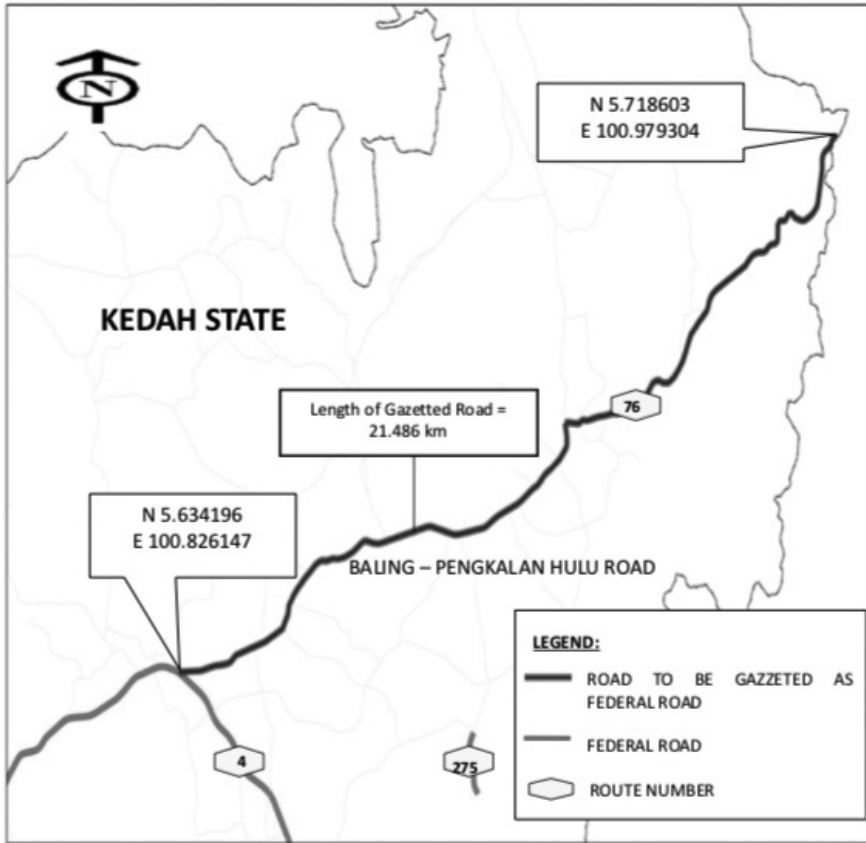 N
N 5.718603
E 100.979304
KEDAH STATE
76
Length of Gazetted Road =
21.486 km
N 5.634196
E 100.826147
BALING – PENGKALAN HULU ROAD
4
275
LEGEND:
ROAD TO BE GAZZETED AS
FEDERAL ROAD
FEDERAL ROAD
ROUTE NUMBER